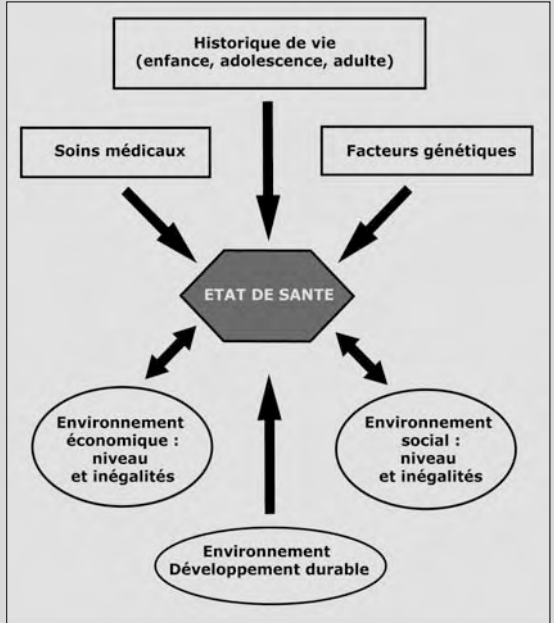 Historique de vie
(enfance, adolescence, adulte)
Soins médicaux
Facteurs génétiques
ETAT DE SANTE
Environnement
économique :
niveau
et inégalités
Environnement
social :
niveau
et inégalités
Environnement
Développement durable